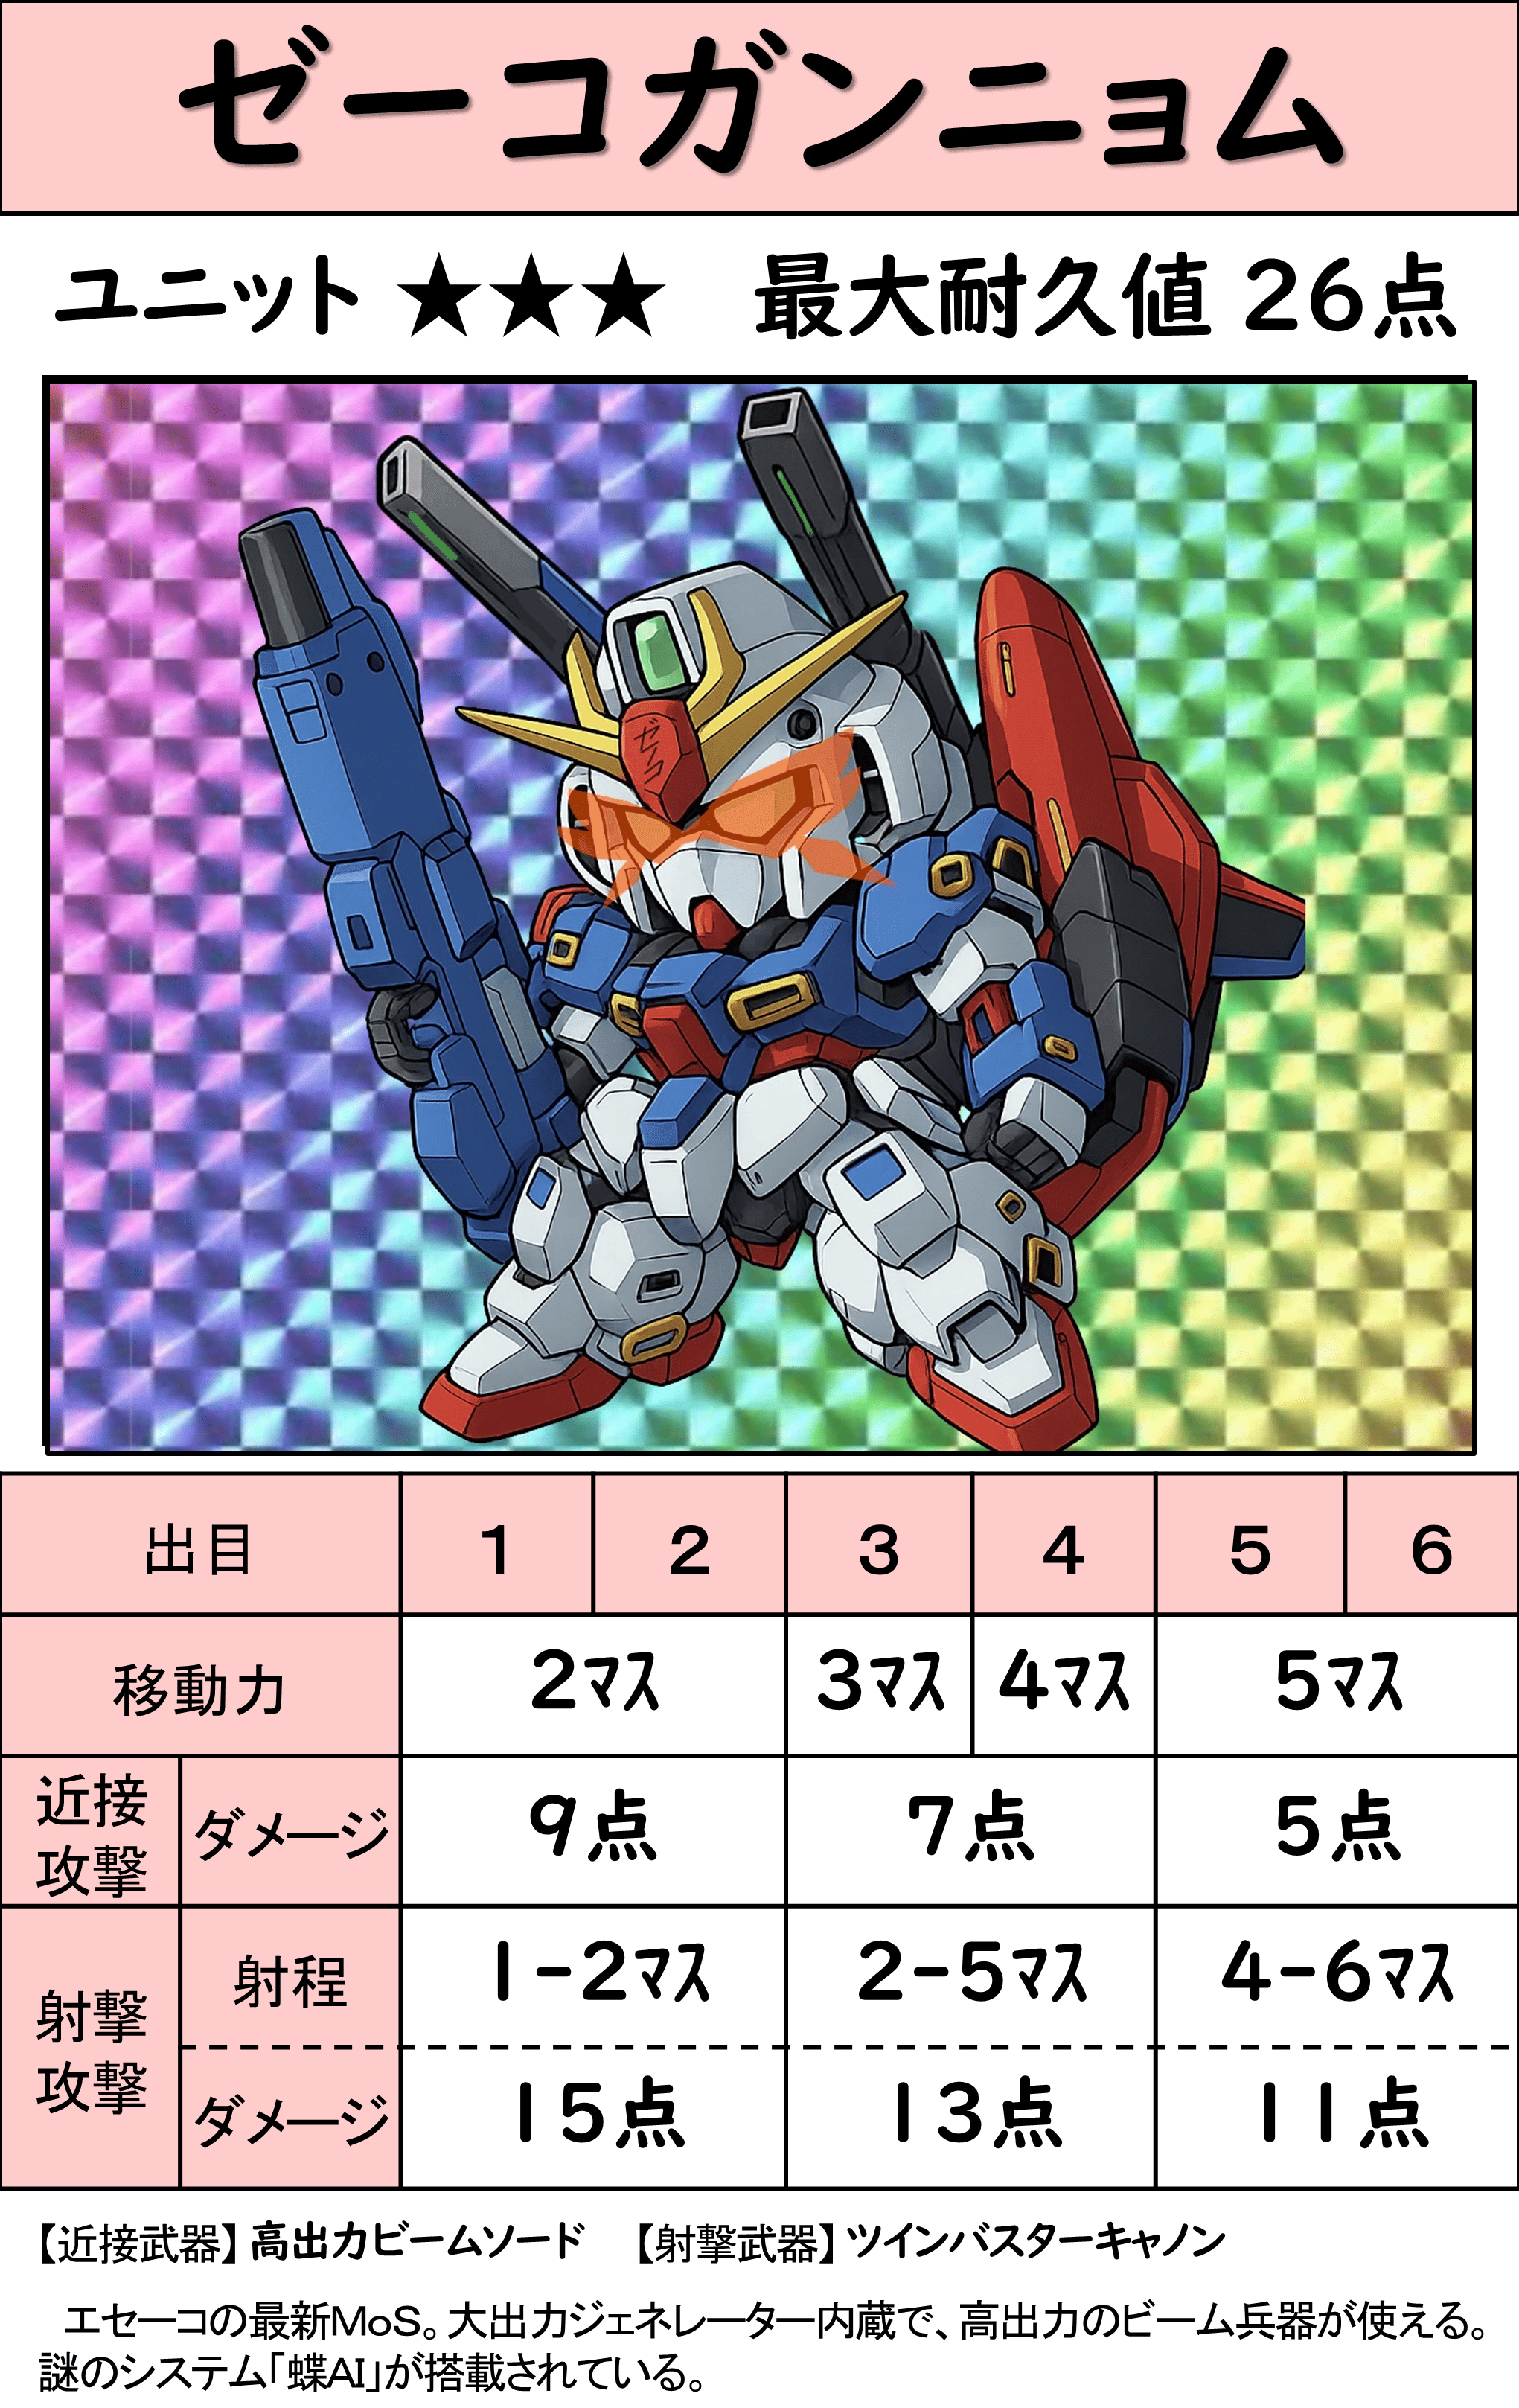 ゼーコガンニョム
ユニット ★★★ 最大耐久値 26点
ゼーコ
出目 1 2 3 4 5 6
移動力 2マス 3マス 4マス 5マス
近接攻撃 ダメージ 9点 7点 5点
射撃攻撃 射程 1-2マス 2-5マス 4-6マス
ダメージ 15点 13点 11点
【近接武器】高出力ビームソード 【射撃武器】ツインバスターキャノン
エセーコの最新MoS。大出力ジェネレーター内蔵で、高出力のビーム兵器が使える。
謎のシステム「蝶AI」が搭載されている。